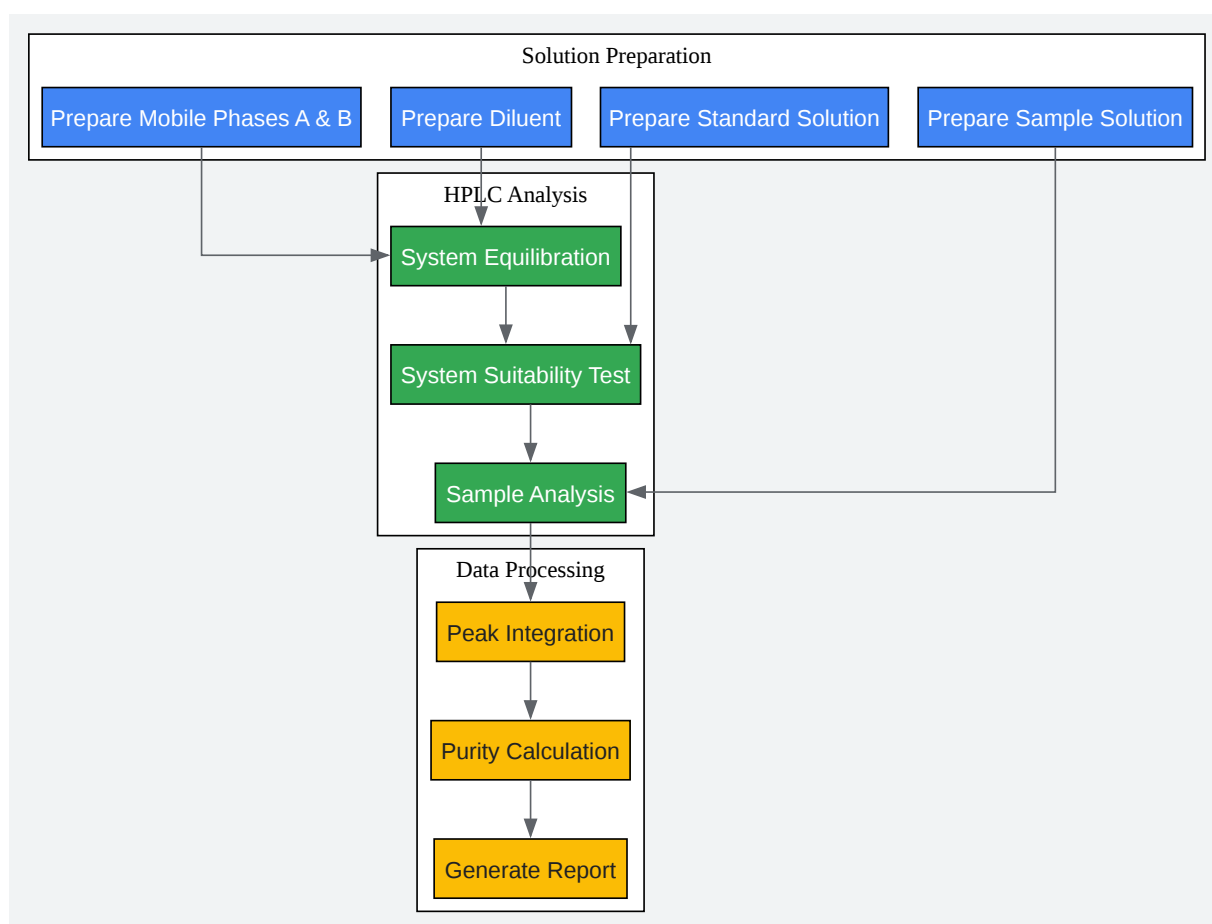 Solution Preparation
Prepare Mobile Phases A & B
Prepare Diluent
Prepare Standard Solution
Prepare Sample Solution
HPLC Analysis
System Equilibration
System Suitability Test
Sample Analysis
Data Processing
Peak Integration
Purity Calculation
Generate Report